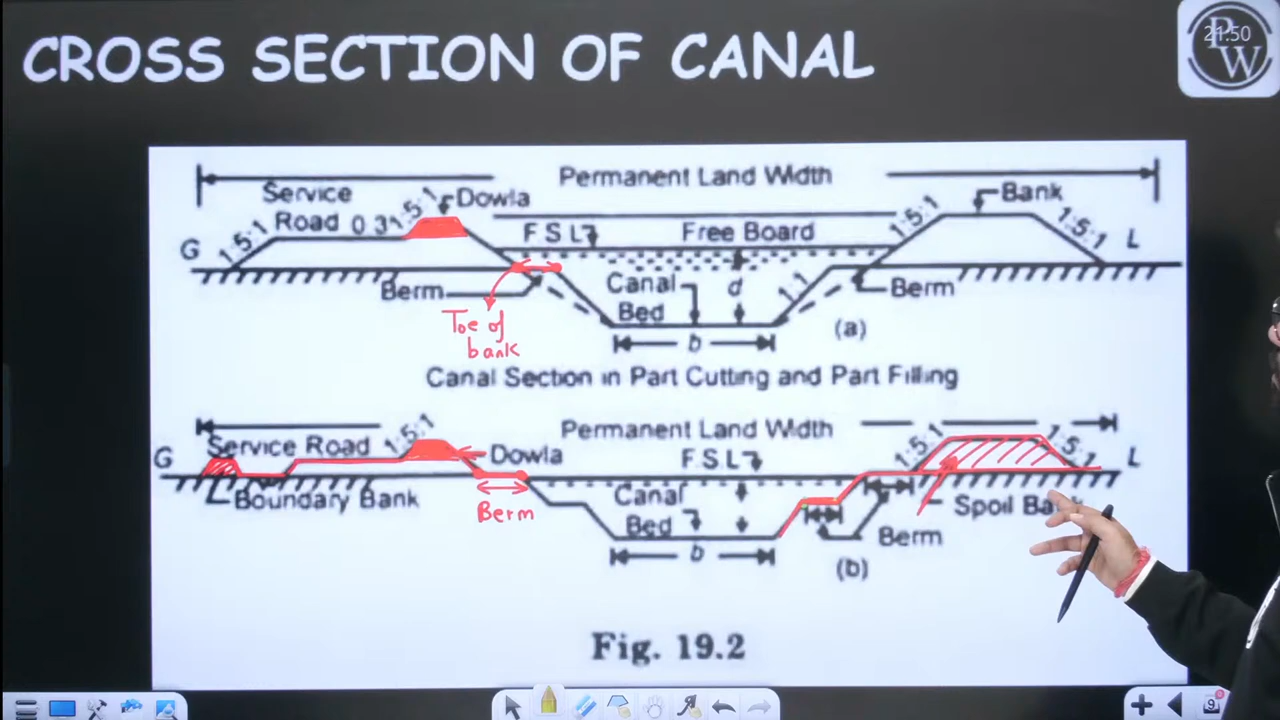 CROSS SECTION OF CANAL
21:50
PW
Permanent Land Width
Service
Road
0.3
1·5:1
Dowla
Bank
1·5:1
1·5:1
1·5:1
G
F S L
Free Board
L
Berm
Canal
Bed
d
1:1
Berm
Toe of
bank
b
(a)
Canal Section in Part Cutting and Part Filling
Permanent Land Width
Service Road
1·5:1
Dowla
F S L
1·5:1
1·5:1
G
L
Boundary Bank
Berm
Canal
Bed
Spoil Ba
Berm
b
(b)
Fig. 19.2
9